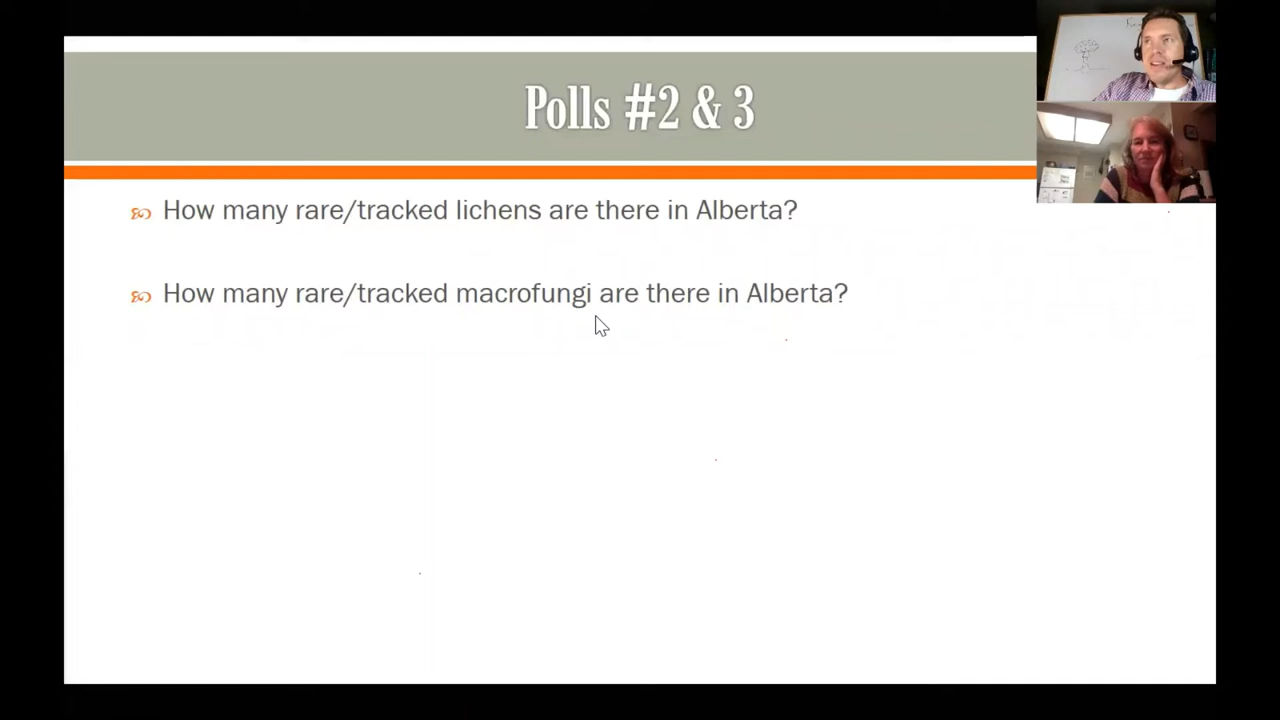 Polls #2 & 3
How many rare/tracked lichens are there in Alberta?
How many rare/tracked macrofungi are there in Alberta?